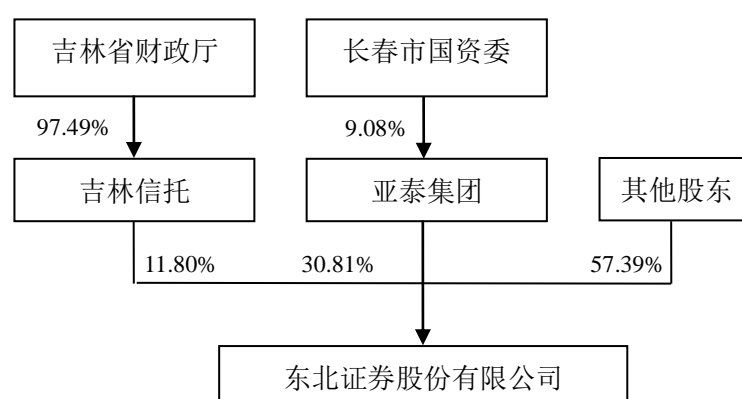 吉林省财政厅
长春市国资委
97.49%
9.08%
吉林信托
亚泰集团
其他股东
11.80%
30.81%
57.39%
东北证券股份有限公司